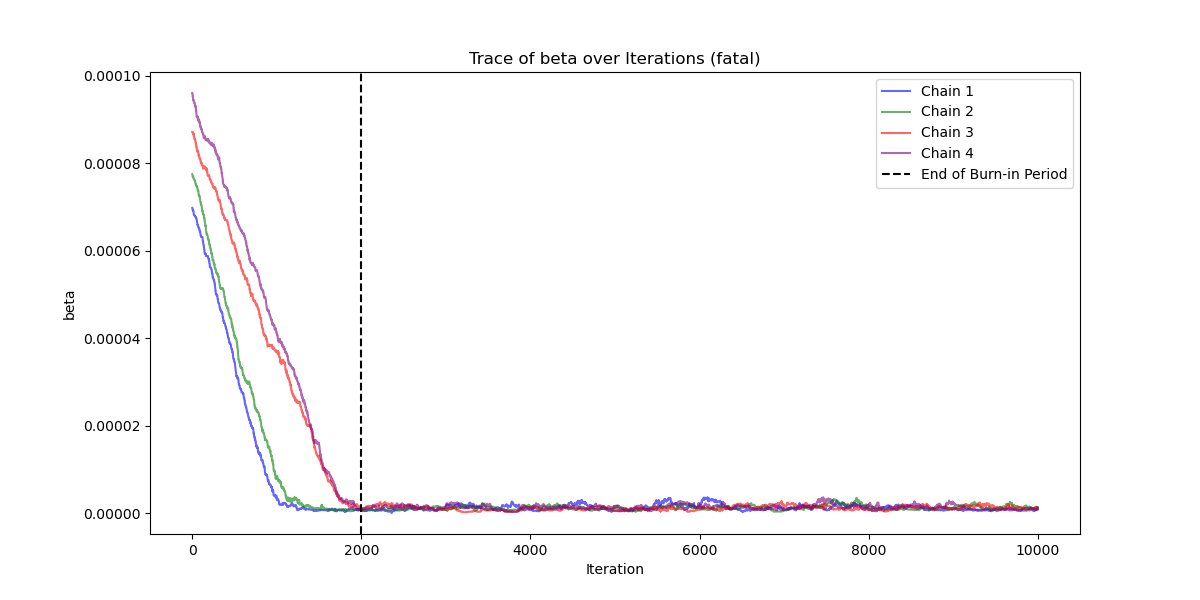 Trace of beta over Iterations (fatal)
0.00010
0.00008
0.00006
0.00004
0.00002
0.00000
beta
Chain 1
Chain 2
Chain 3
Chain 4
End of Burn-in Period
0
2000
4000
6000
8000
10000
Iteration